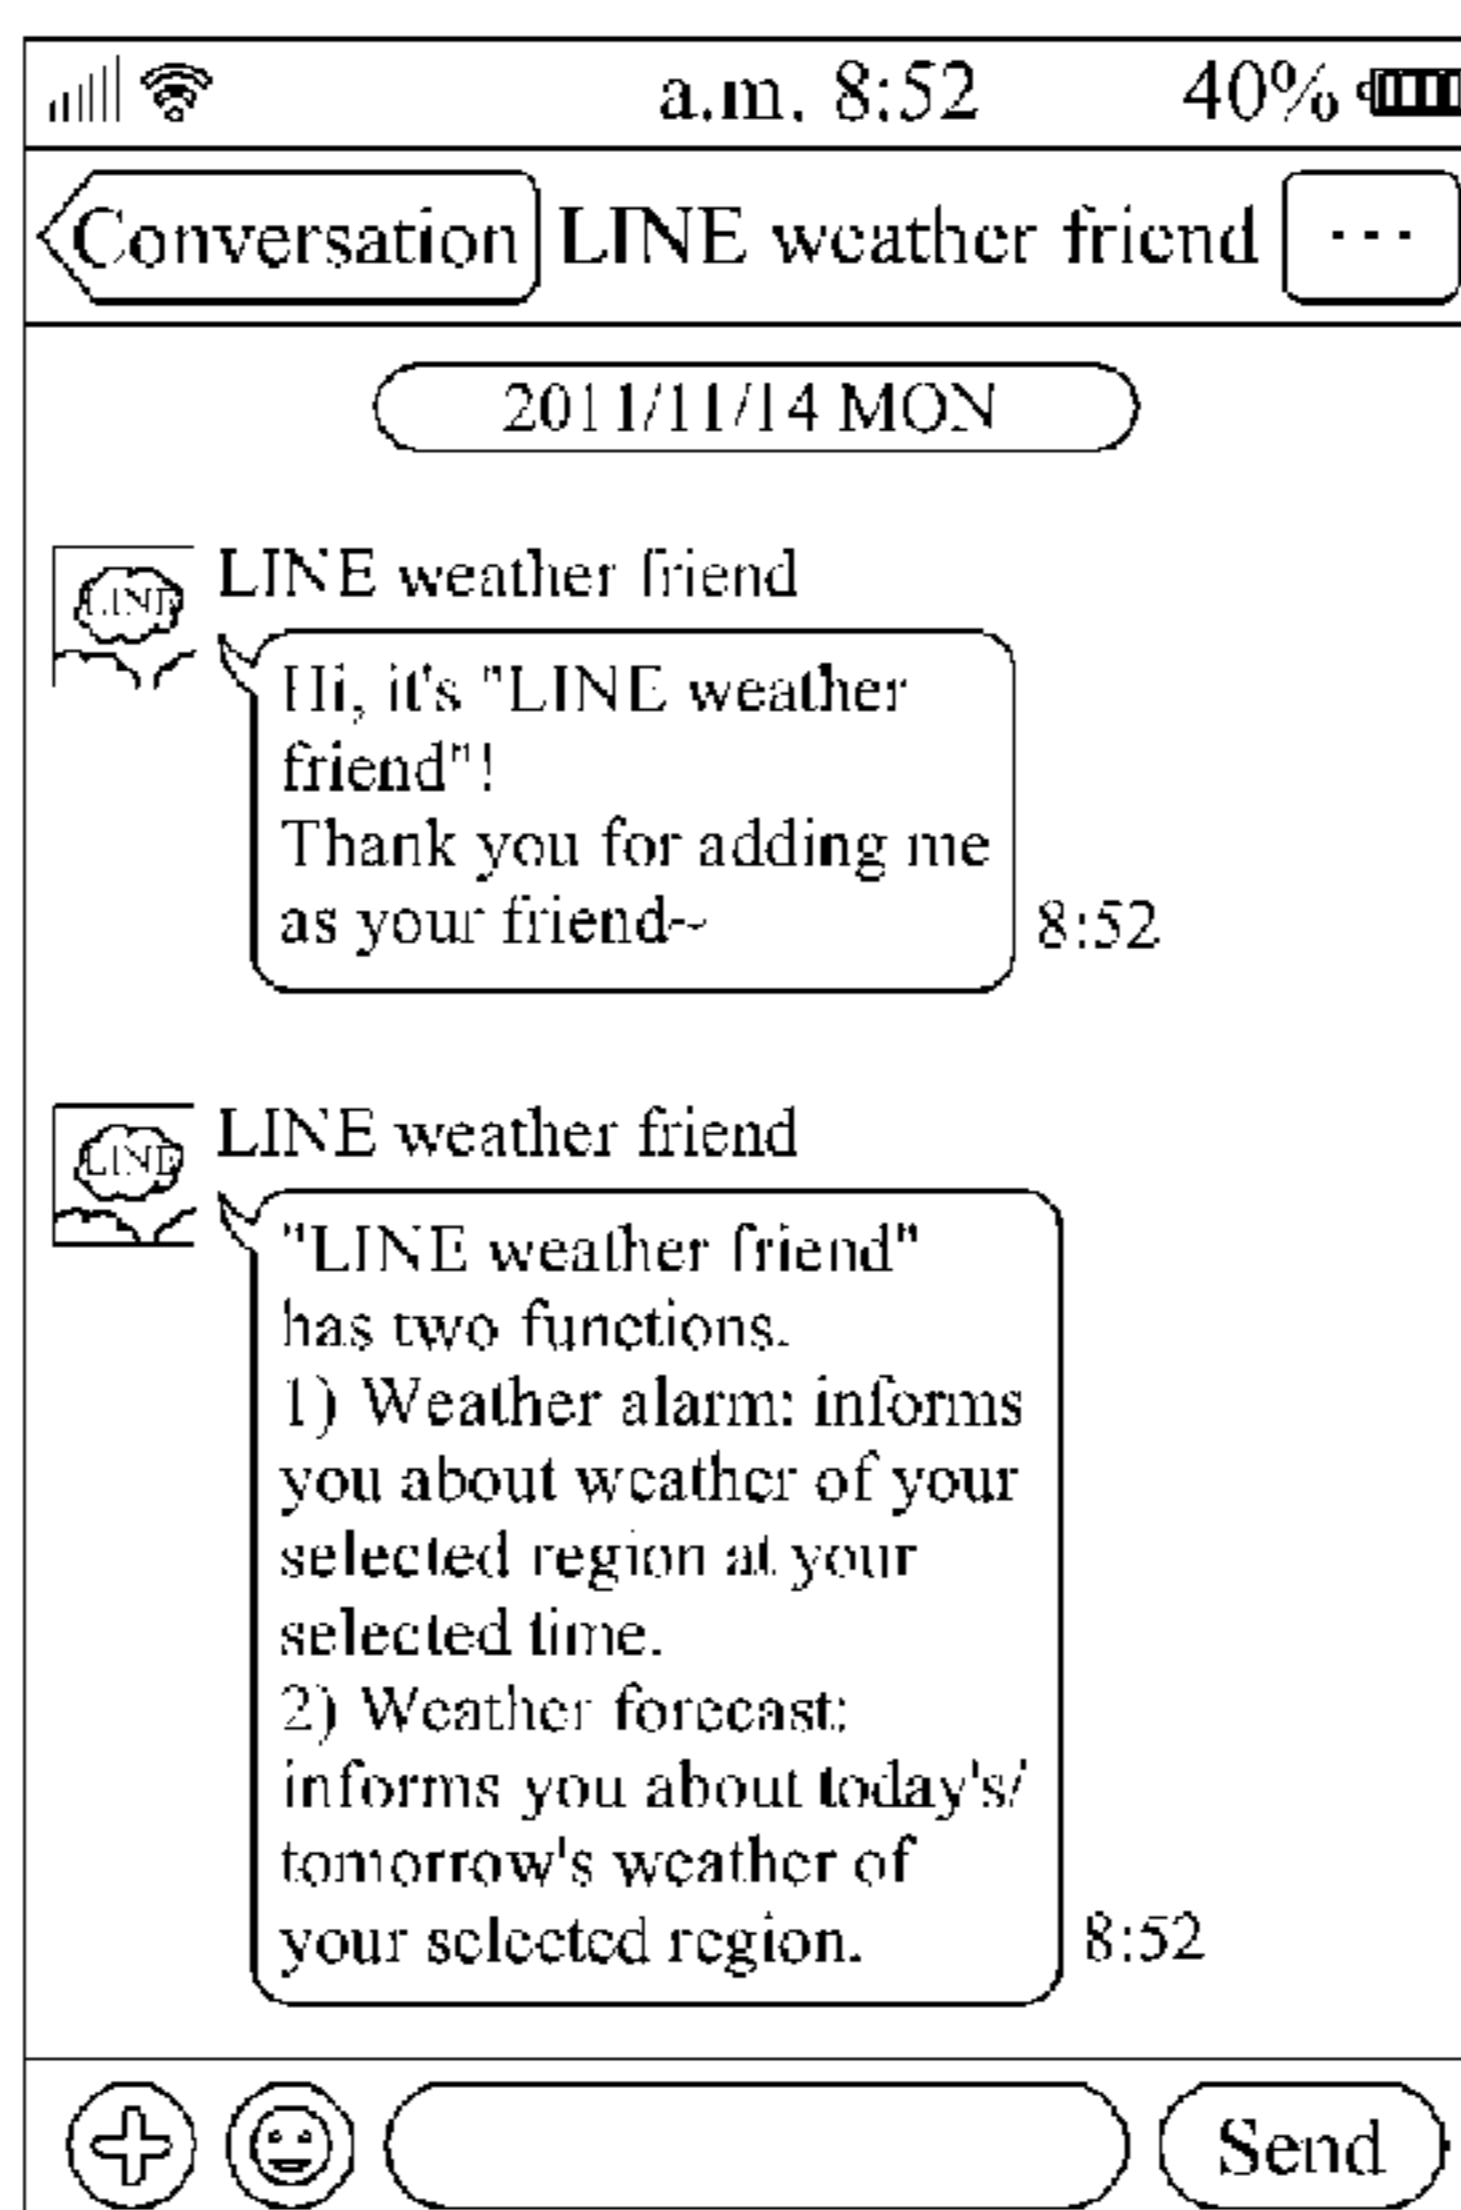 a.m. 8:52 40%
Conversation LINE weather friend ...
2011/11/14 MON
LINE
LINE weather friend
Hi, it's "LINE weather
friend"!
Thank you for adding me
as your friend~
8:52
LINE
LINE weather friend
"LINE weather friend"
has two functions.
1) Weather alarm: informs
you about weather of your
selected region at your
selected time.
2) Weather forecast:
informs you about today's/
tomorrow's weather of
your selected region.
8:52
Send